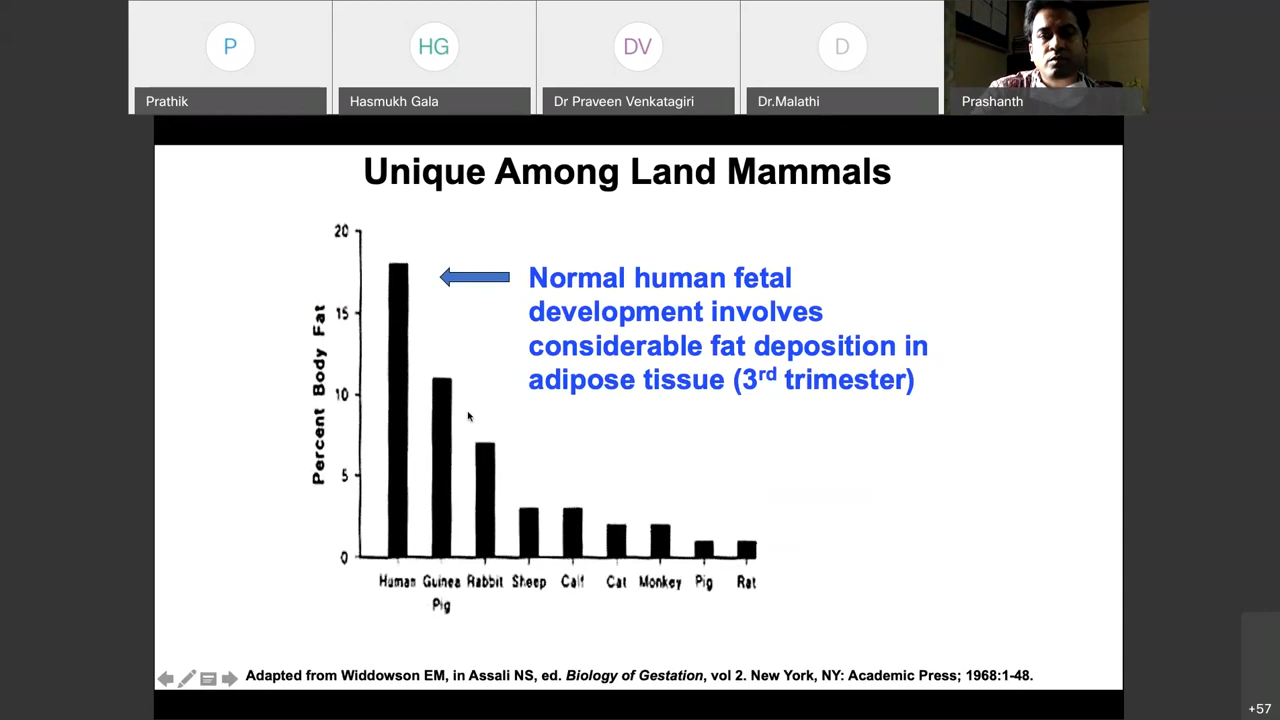 P
HG
DV
D
Prathik
Hasmukh Gala
Dr Praveen Venkatagiri
Dr.Malathi
Prashanth
Unique Among Land Mammals
Percent Body Fat
20
15
10
5
0
Normal human fetal
development involves
considerable fat deposition in
adipose tissue (3rd trimester)
Human Guinea Rabbit Sheep Calf Cat Monkey Pig Rat
Pig
Adapted from Widdowson EM, in Assali NS, ed. Biology of Gestation, vol 2. New York, NY: Academic Press; 1968:1-48.
+57